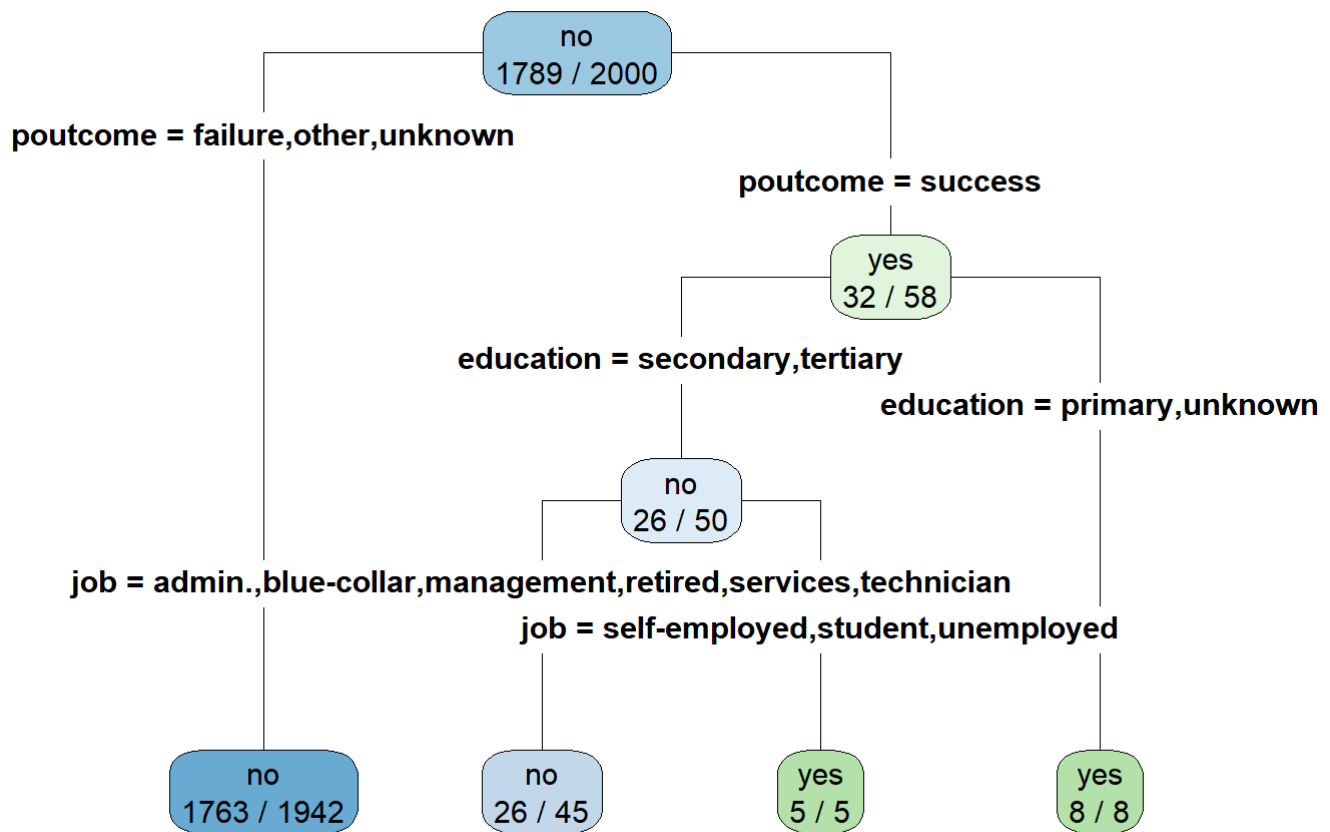 no
1789 / 2000
poutcome = failure,other,unknown
poutcome = success
yes
32 / 58
education = secondary,tertiary
education = primary,unknown
no
26 / 50
job = admin.,blue-collar,management,retired,services,technician
job = self-employed,student,unemployed
no
1763 / 1942
no
26 / 45
yes
5 / 5
yes
8 / 8